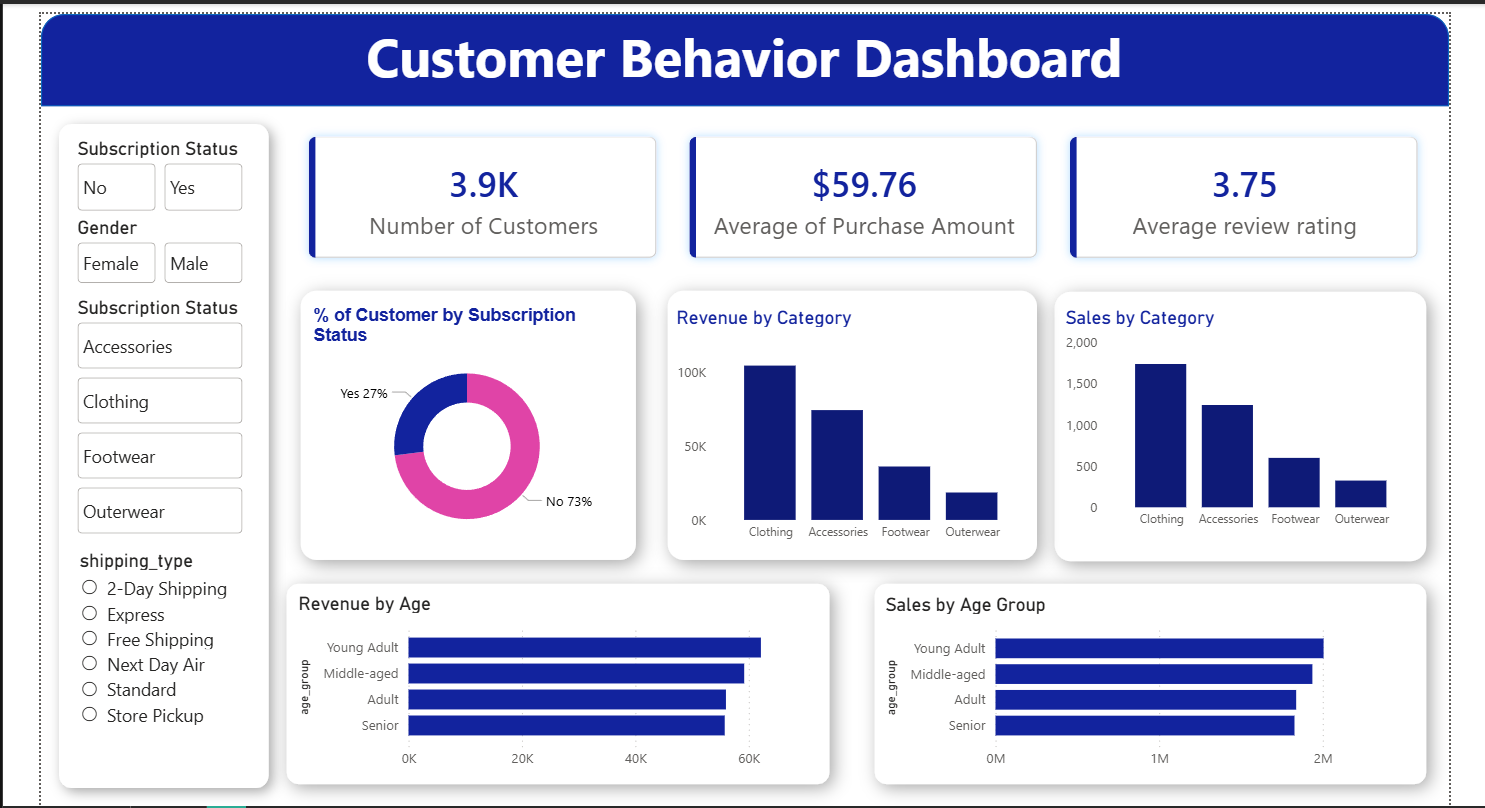 Customer Behavior Dashboard
Subscription Status
No
Yes
Gender
Female
Male
Subscription Status
Accessories
Clothing
Footwear
Outerwear
shipping_type
2-Day Shipping
Express
Free Shipping
Next Day Air
Standard
Store Pickup
3.9K
Number of Customers
$59.76
Average of Purchase Amount
3.75
Average review rating
% of Customer by Subscription
Status
Yes 27%
No 73%
Revenue by Category
100K
50K
0K
Clothing
Accessories
Footwear
Outerwear
Sales by Category
2,000
1,500
1,000
500
0
Clothing
Accessories
Footwear
Outerwear
Revenue by Age
age_group
Young Adult
Middle-aged
Adult
Senior
0K
20K
40K
60K
Sales by Age Group
age_group
Young Adult
Middle-aged
Adult
Senior
0M
1M
2M